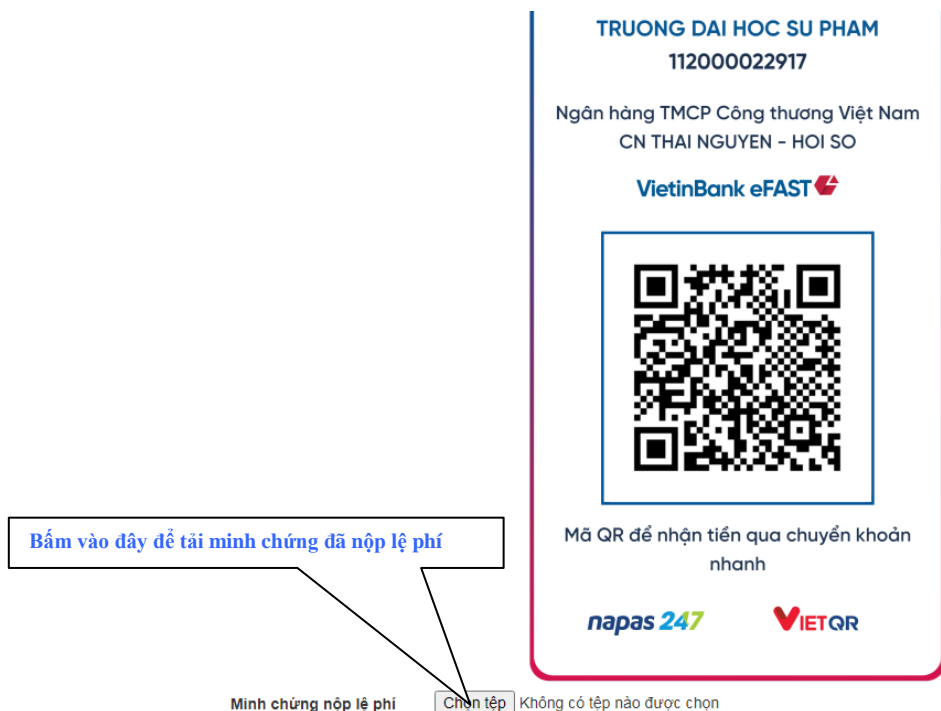 TRUONG DAI HOC SU PHAM
112000022917
Ngân hàng TMCP Công thương Việt Nam
CN THAI NGUYEN - HOI SO
VietinBank eFAST
Bấm vào đây để tải minh chứng đã nộp lệ phí
Mã QR để nhận tiền qua chuyển khoản
nhanh
napas 247 VIETQR
Minh chứng nộp lệ phí Chọn tệp Không có tệp nào được chọn